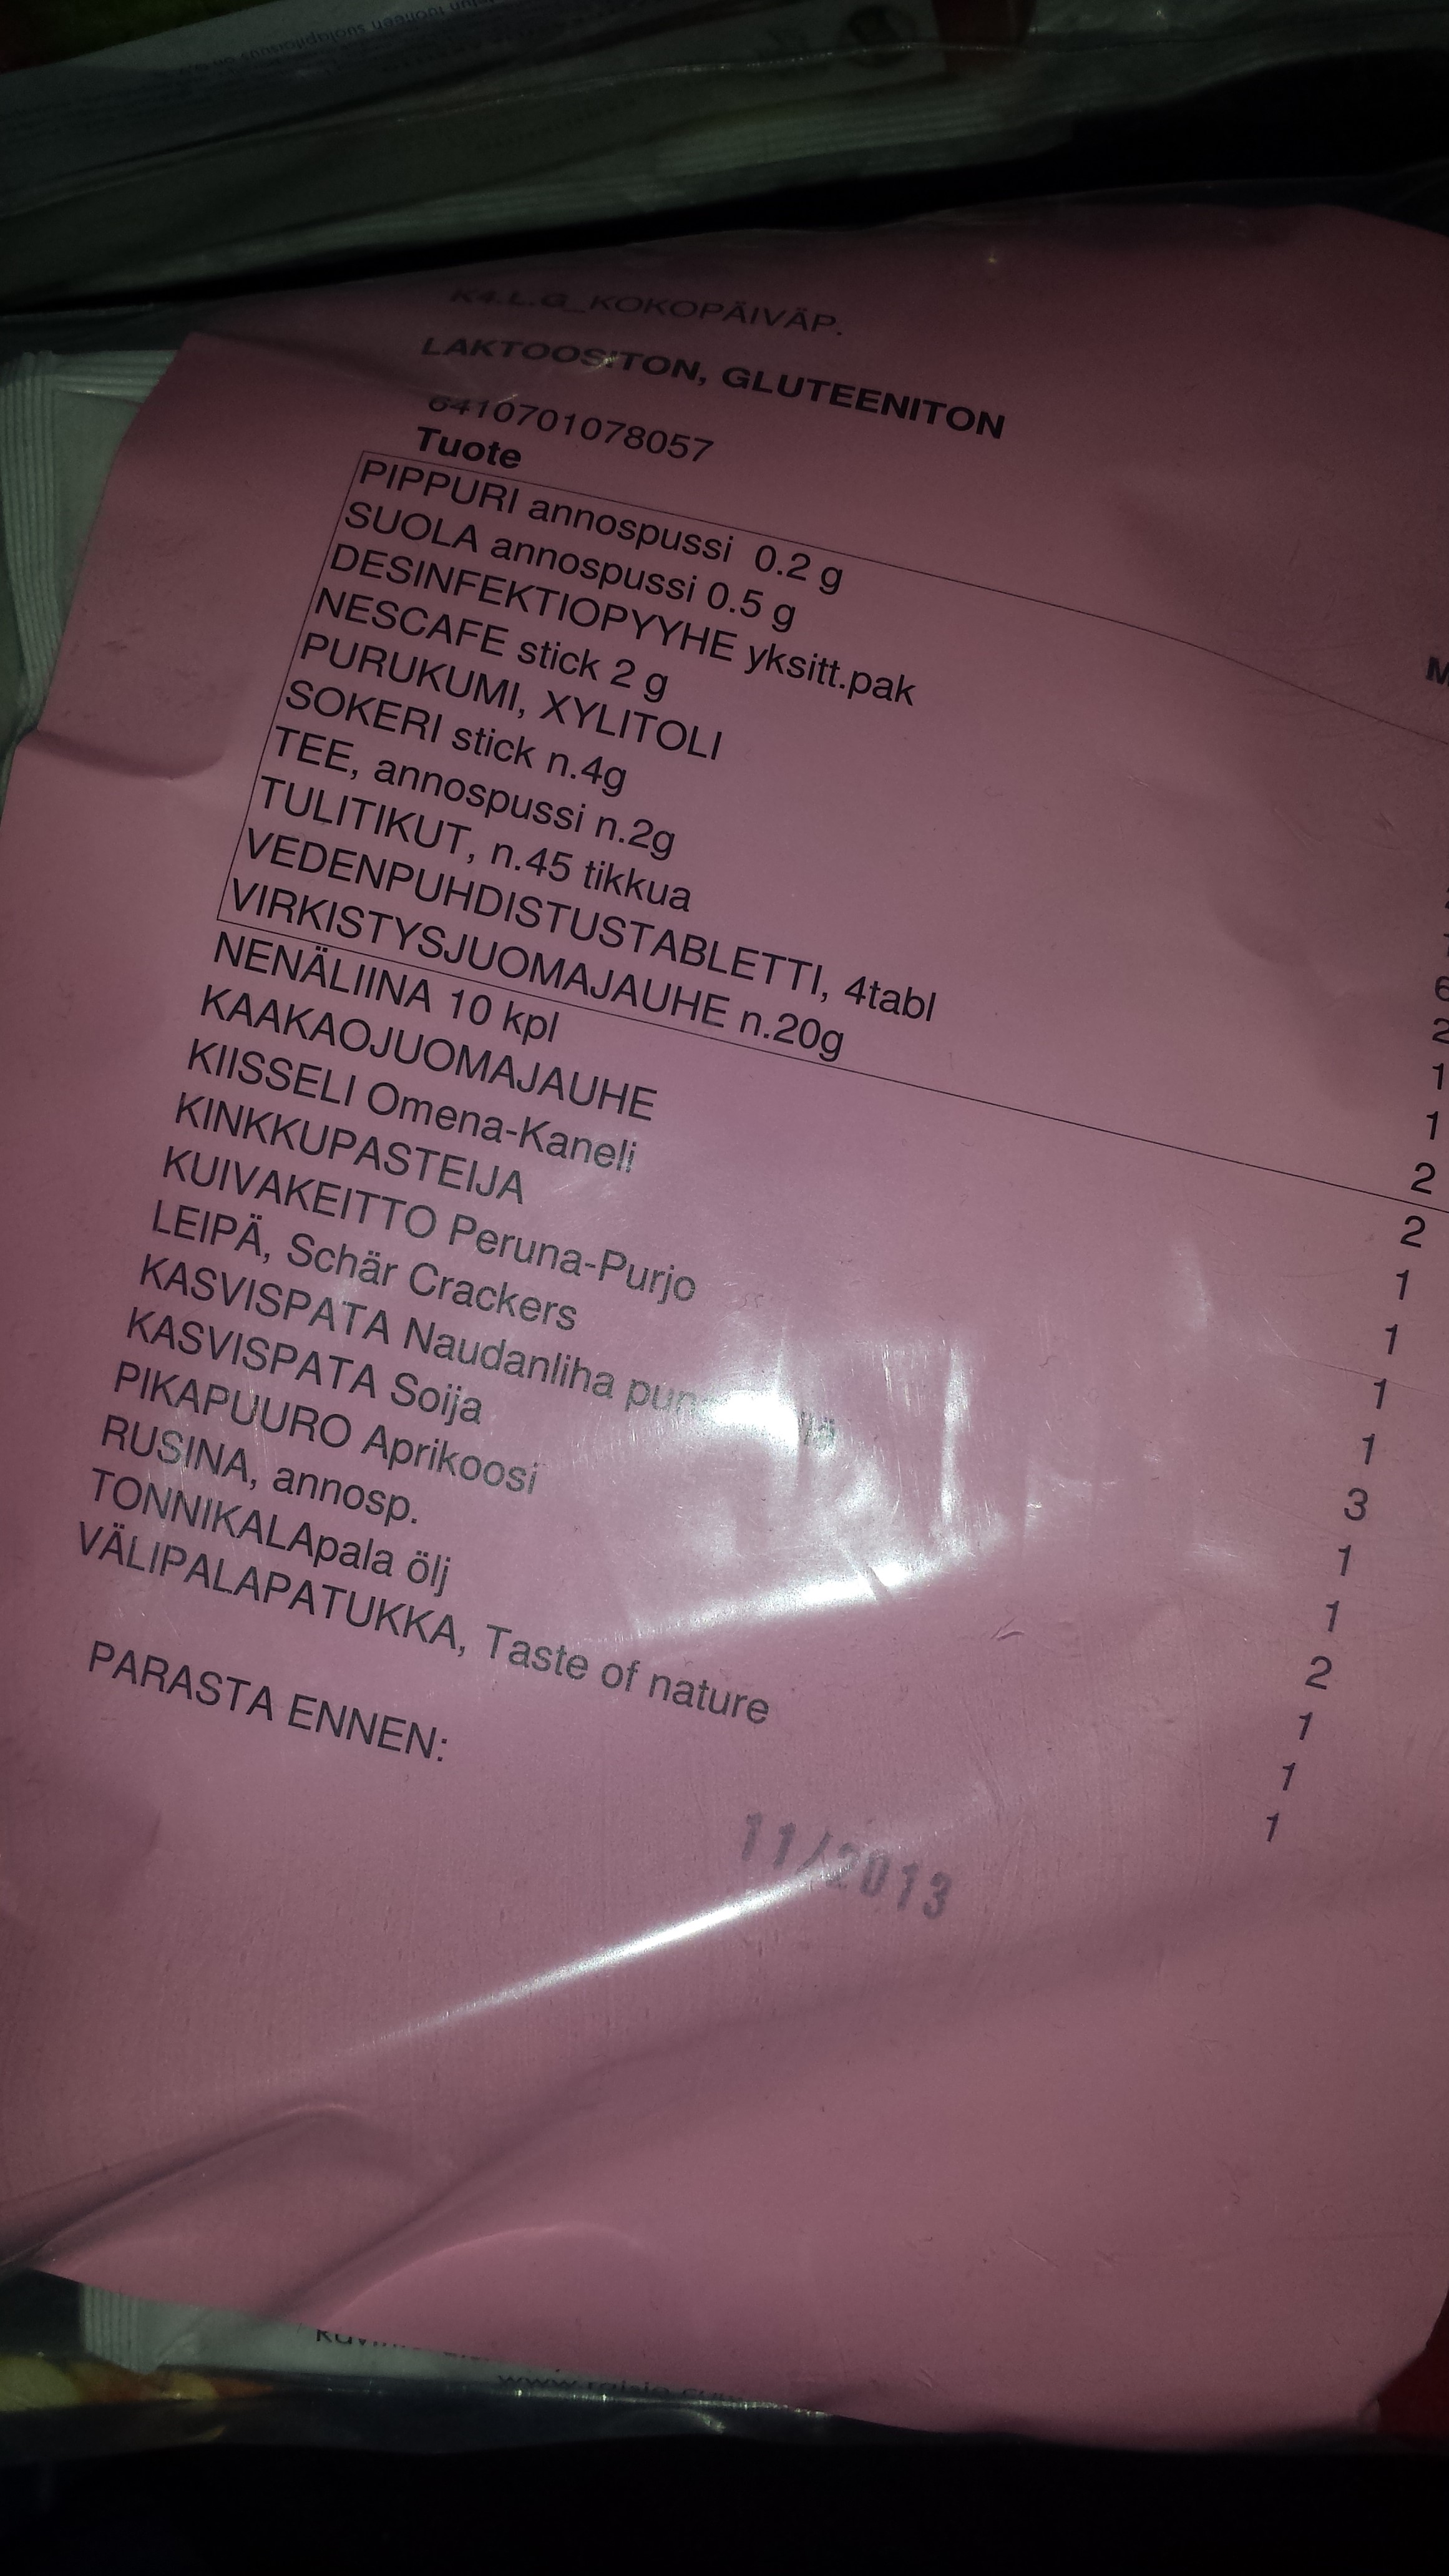 K4.L.G_KOKOPÄIVÄP.
LAKTOOSITON, GLUTEENITON
6410701078057
Tuote
PIPPURI annospussi 0.2 g
SUOLA annospussi 0.5 g
DESINFEKTIOPYYHE yksitt.pak
NESCAFE stick 2 g
PURUKUMI, XYLITOLI
SOKERI stick n.4g 6
TEE, annospussi n.2g 2
TULITIKUT, n.45 tikkua 1
VEDENPUHDISTUSTABLETTI, 4tabl 1
VIRKISTYSJUOMAJAUHE n.20g 2
NENÄLIINA 10 kpl 2
KAAKAOJUOMAJAUHE 1
KIISSELI Omena-Kaneli 1
KINKKUPASTEIJA 1
KUIVAKEITTO Peruna-Purjo 1
LEIPÄ, Schär Crackers 3
KASVISPATA Naudanliha 1
KASVISPATA Soija 1
PIKAPUURO Aprikoosi 2
RUSINA, annosp. 1
TONNIKALApala ölj 1
VÄLIPALAPATUKKA, Taste of nature 1
PARASTA ENNEN:
11/2013